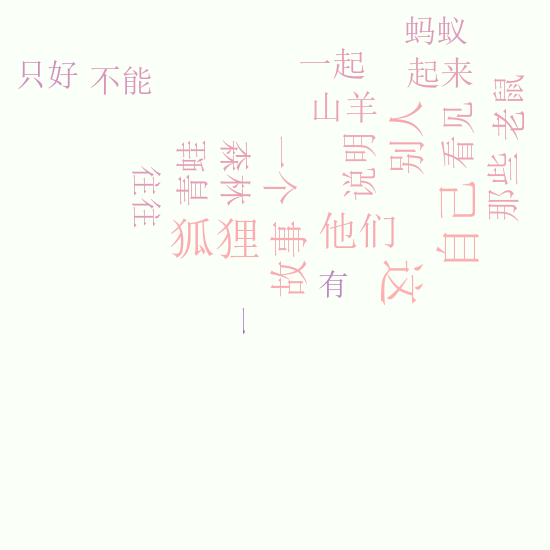 蚂蚁
一起
起来
只好
不能
山羊
老鼠
别人
看见
说明
青蛙
森林
一个
那些
往往
自己
狐狸
他们
故事
这
有
一